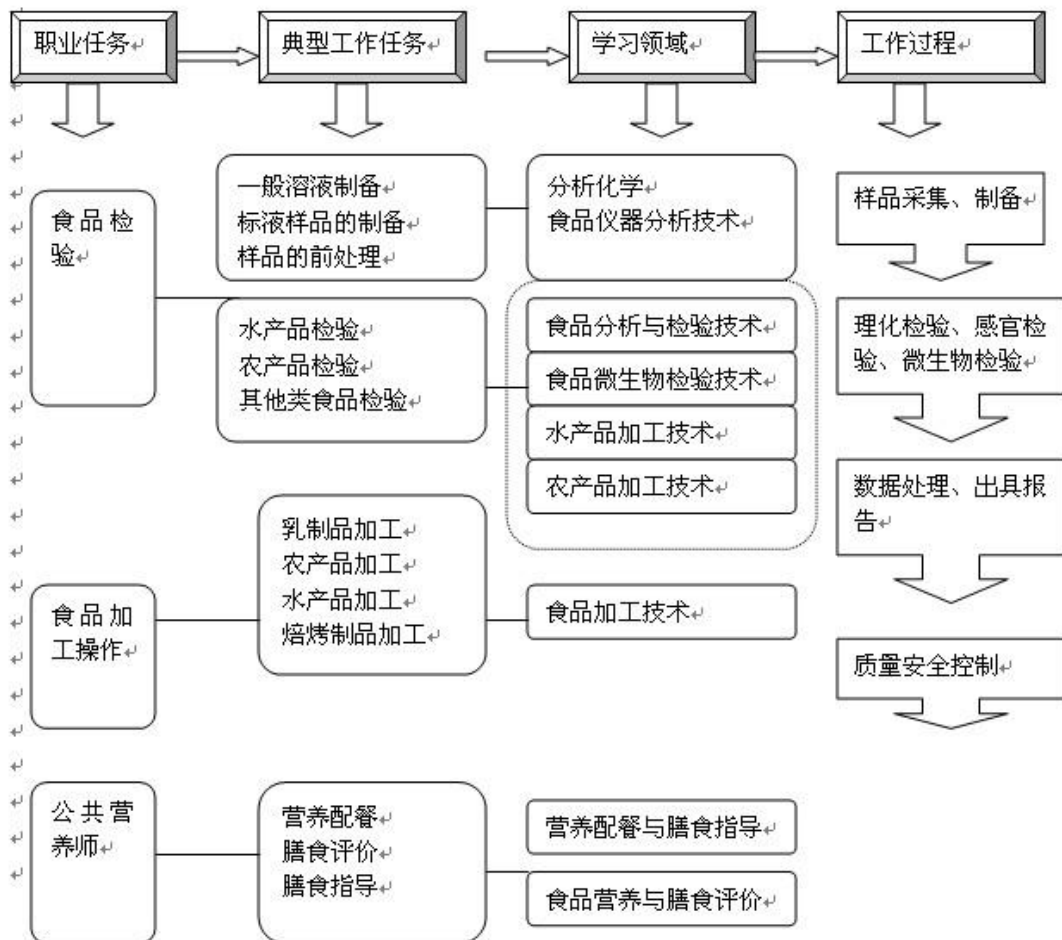 职业任务
典型工作任务
学习领域
工作过程
食品检
验
一般溶液制备
标液样品的制备
样品的前处理
分析化学
食品仪器分析技术
样品采集、制备
水产品检验
农产品检验
其他类食品检验
食品分析与检验技术
食品微生物检验技术
水产品加工技术
农产品加工技术
理化检验、感官检
验、微生物检验
数据处理、出具报
告
食品加
工操作
乳制品加工
农产品加工
水产品加工
焙烤制品加工
食品加工技术
质量安全控制
公共营
养师
营养配餐
膳食评价
膳食指导
营养配餐与膳食指导
食品营养与膳食评价